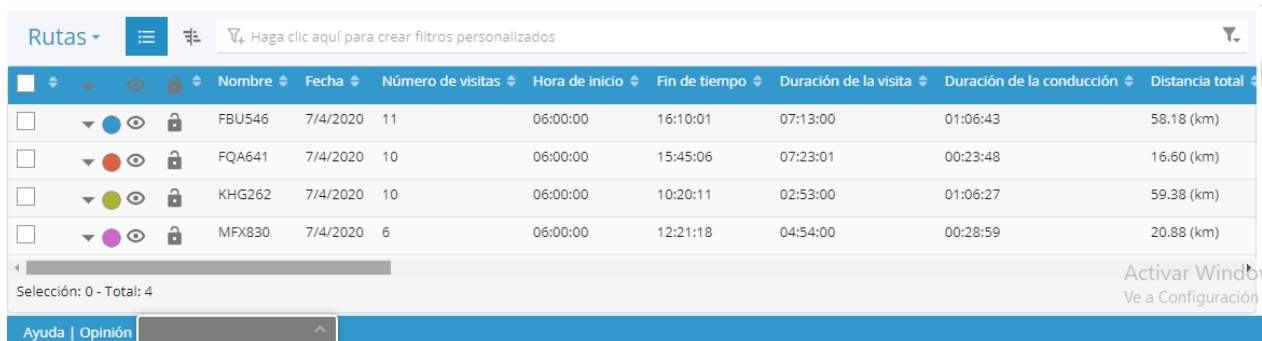 Rutas
Haga clic aquí para crear filtros personalizados
Nombre Fecha Número de visitas Hora de inicio Fin de tiempo Duración de la visita Duración de la conducción Distancia total
FBU546 7/4/2020 11 06:00:00 16:10:01 07:13:00 01:06:43 58.18 (km)
FQA641 7/4/2020 10 06:00:00 15:45:06 07:23:01 00:23:48 16.60 (km)
KHG262 7/4/2020 10 06:00:00 10:20:11 02:53:00 01:06:27 59.38 (km)
MFX830 7/4/2020 6 06:00:00 12:21:18 04:54:00 00:28:59 20.88 (km)
Activar Window
Selección: 0 - Total: 4
Ve a Configuración
Ayuda | Opinión